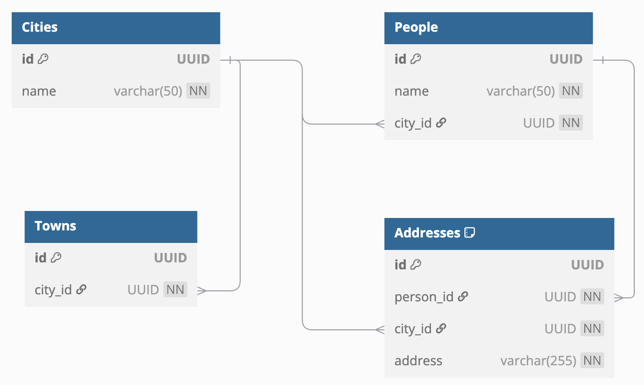 Cities
id UUID
name varchar(50) NN
People
id UUID
name varchar(50) NN
city_id UUID NN
Towns
id UUID
city_id UUID NN
Addresses
id UUID
person_id UUID NN
city_id UUID NN
address varchar(255) NN